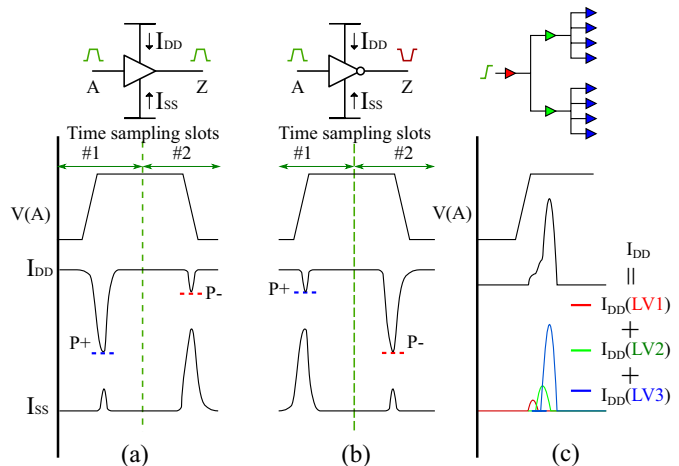 IDD
A
Z
ISS
Time sampling slots
#1
#2
V(A)
IDD
P+
P-
ISS
(a)
IDD
A
Z
ISS
Time sampling slots
#1
#2
P+
P-
(b)
V(A)
IDD
=
IDD(LV1)
+
IDD(LV2)
+
IDD(LV3)
(c)